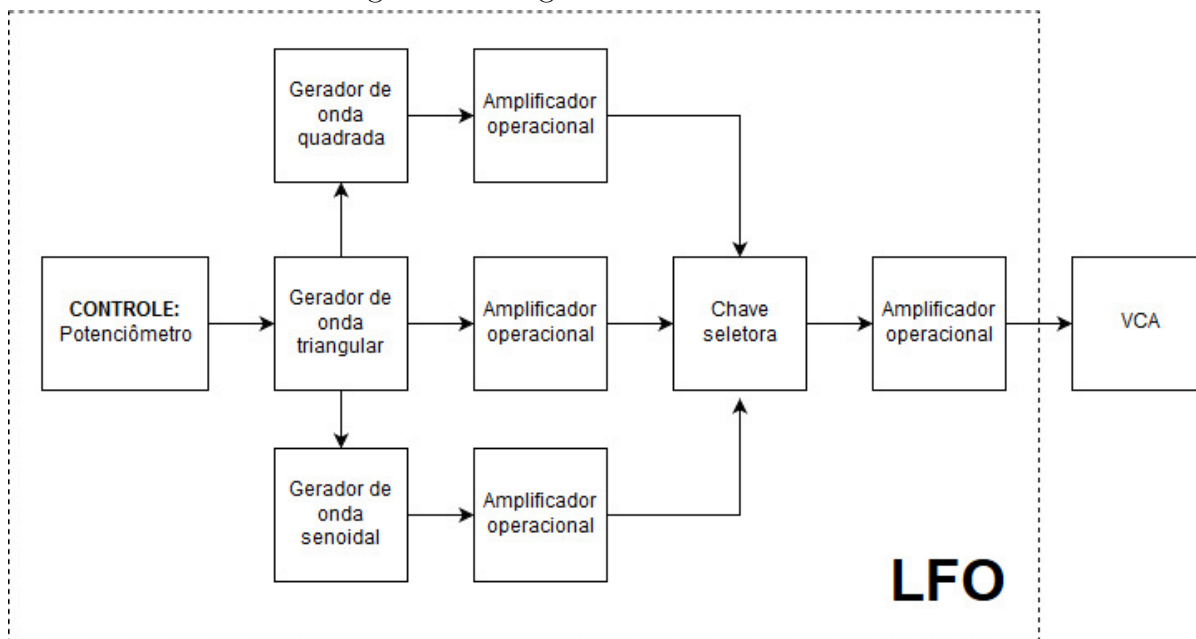 Gerador de
onda
quadrada
Amplificador
operacional
CONTROLE:
Potenciômetro
Gerador de
onda
triangular
Amplificador
operacional
Chave
seletora
Amplificador
operacional
VCA
Gerador de
onda
senoidal
Amplificador
operacional
LFO